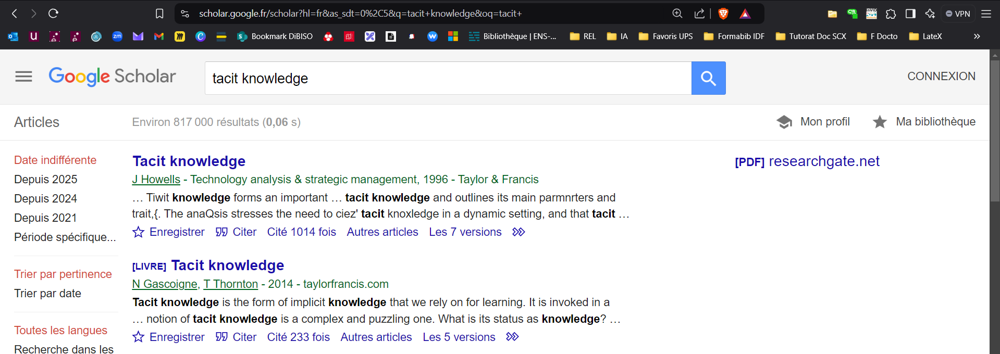 scholar.google.fr/scholar?hl=fr&as_sdt=0%2C5&q=tacit+knowledge&oq=tacit+
VPN
Bookmark DiBISO
Bibliothèque | ENS-...
REL
IA
Favoris UPS
Formabib IDF
Tutorat Doc SCX
F Docto
LateX
Google Scholar
tacit knowledge
CONNEXION
Articles
Environ 817 000 résultats (0,06 s)
Mon profil
Ma bibliothèque
Date indifférente
Depuis 2025
Depuis 2024
Depuis 2021
Période spécifique...
Trier par pertinence
Trier par date
Toutes les langues
Recherche dans les
Tacit knowledge
J Howells - Technology analysis & strategic management, 1996 - Taylor & Francis
… Tiwit knowledge forms an important … tacit knowledge and outlines its main parmnrters and
trait,{. The anaQsis stresses the need to ciez' tacit knoxledge in a dynamic setting, and that tacit …
Enregistrer Citer Cité 1014 fois Autres articles Les 7 versions
[PDF] researchgate.net
[LIVRE] Tacit knowledge
N Gascoigne, T Thornton - 2014 - taylorfrancis.com
Tacit knowledge is the form of implicit knowledge that we rely on for learning. It is invoked in a
… notion of tacit knowledge is a complex and puzzling one. What is its status as knowledge? …
Enregistrer Citer Cité 233 fois Autres articles Les 5 versions